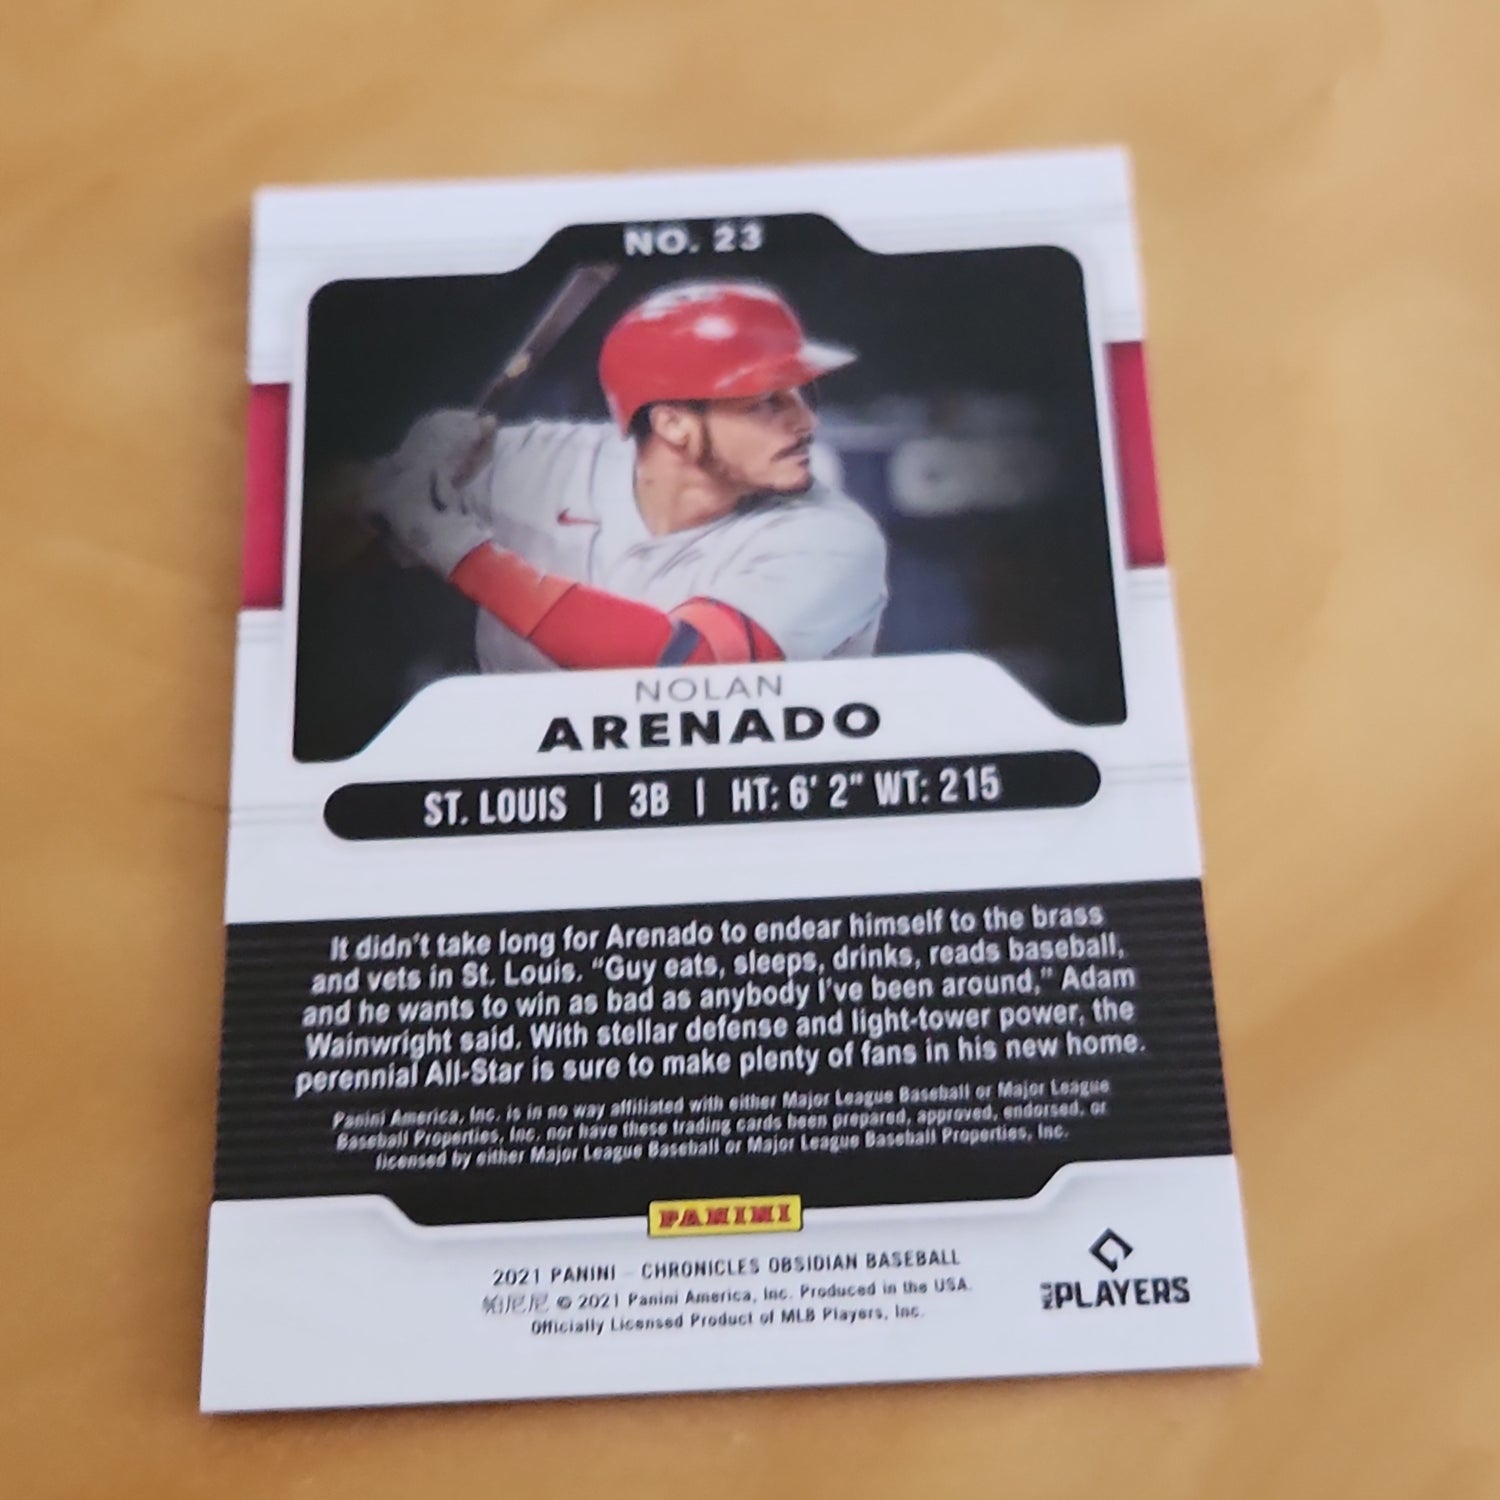 NO. 23
NOLAN
ARENADO
ST. LOUIS | 3B | HT: 6' 2" WT: 215
It didn't take long for Arenado to endear himself to the brass
and vets in St. Louis. "Guy eats, sleeps, drinks, reads baseball,
and he wants to win as bad as anybody I've been around," Adam
Wainwright said. With stellar defense and light-tower power, the
perennial All-Star is sure to make plenty of fans in his new home.
Panini America, Inc. is in no way affiliated with either Major League Baseball or Major League
Baseball Properties, Inc. nor have these trading cards been prepared, approved, endorsed, or
licensed by either Major League Baseball or Major League Baseball Properties, Inc.
PANINI
2021 PANINI - CHRONICLES OBSIDIAN BASEBALL
帕尼尼 © 2021 Panini America, Inc. Produced in the USA.
Officially Licensed Product of MLB Players, Inc.
MLB PLAYERS